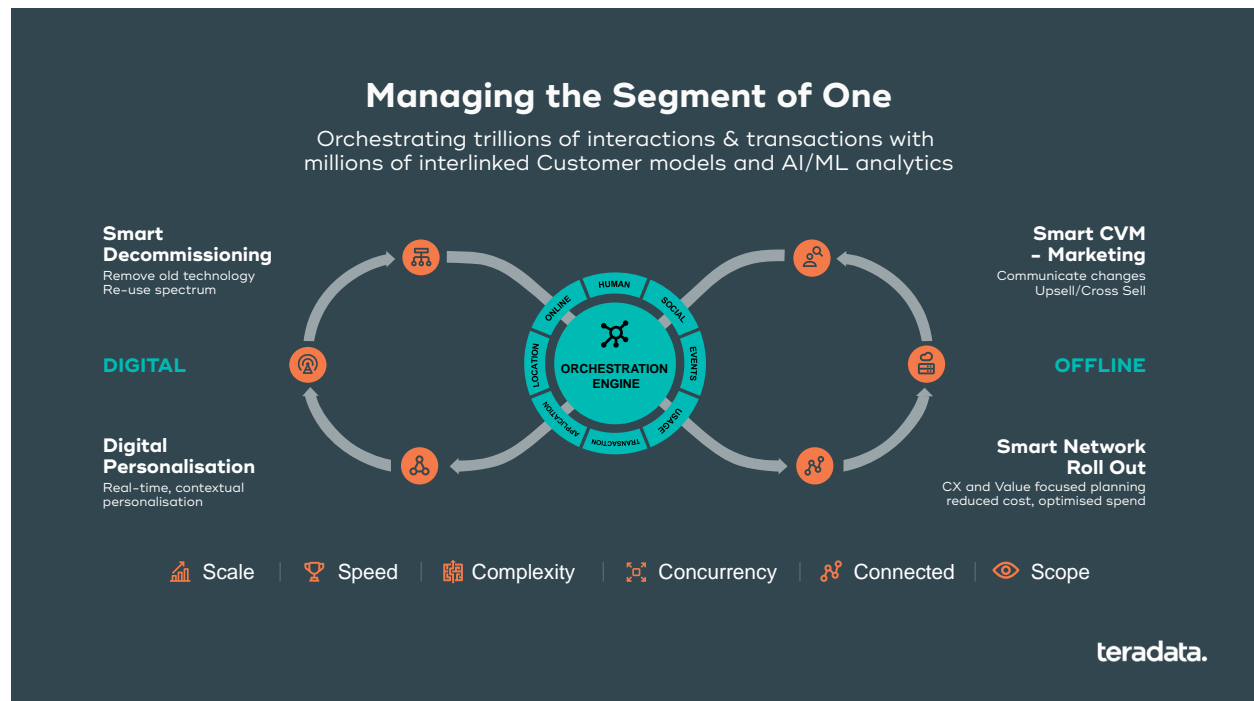 Managing the Segment of One
Orchestrating trillions of interactions & transactions with
millions of interlinked Customer models and AI/ML analytics
Smart
Decommissioning
Remove old technology
Re-use spectrum
DIGITAL
Digital
Personalisation
Real-time, contextual
personalisation
HUMAN
SOCIAL
EVENTS
USAGE
TRANSACTION
APPLICATION
LOCATION
ONLINE
ORCHESTRATION
ENGINE
Smart CVM
- Marketing
Communicate changes
Upsell/Cross Sell
OFFLINE
Smart Network
Roll Out
CX and Value focused planning
reduced cost, optimised spend
Scale | Speed | Complexity | Concurrency | Connected | Scope
teradata.